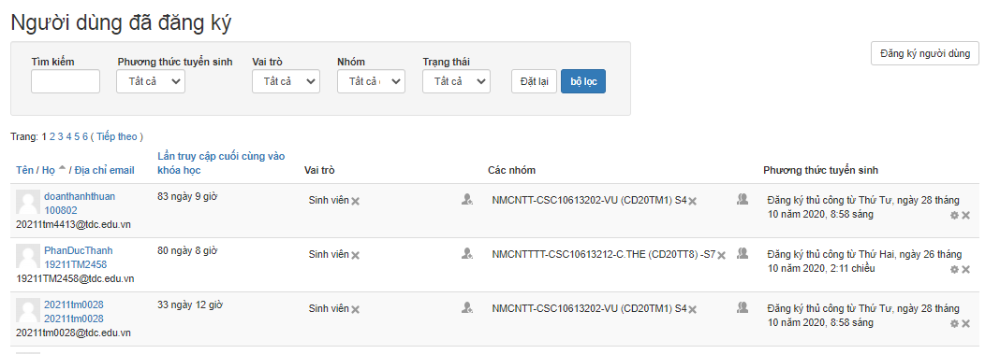 Người dùng đã đăng ký
Tìm kiếm Phương thức tuyển sinh Vai trò Nhóm Trạng thái
Tất cả Tất cả Tất cả Tất cả Đặt lại bộ lọc
Đăng ký người dùng
Trang: 1 2 3 4 5 6 ( Tiếp theo )
Tên / Họ / Địa chỉ email Lần truy cập cuối cùng vào khóa học Vai trò Các nhóm Phương thức tuyển sinh
doanthanhthuan 83 ngày 9 giờ Sinh viên NMCNTT-CSC10613202-VU (CD20TM1) S4 Đăng ký thủ công từ Thứ Tư, ngày 28 tháng
100802 10 năm 2020, 8:58 sáng
20211tm4413@tdc.edu.vn
PhanDucThanh 80 ngày 8 giờ Sinh viên NMCNTTTT-CSC10613212-C.THE (CD20TT8) -S7 Đăng ký thủ công từ Thứ Hai, ngày 26 tháng
19211TM2458 10 năm 2020, 2:11 chiều
19211TM2458@tdc.edu.vn
20211tm0028 33 ngày 12 giờ Sinh viên NMCNTT-CSC10613202-VU (CD20TM1) S4 Đăng ký thủ công từ Thứ Tư, ngày 28 tháng
20211tm0028 10 năm 2020, 8:58 sáng
20211tm0028@tdc.edu.vn